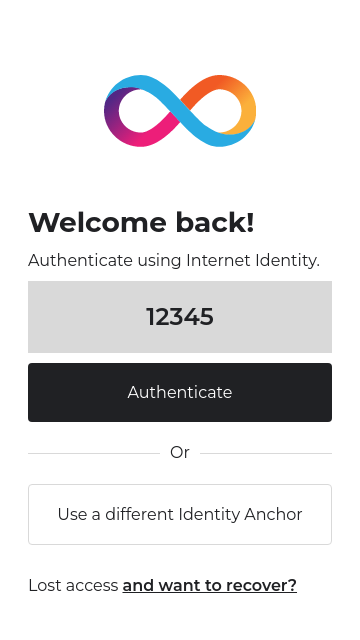 Welcome back!
Authenticate using Internet Identity.
12345
Authenticate
Or
Use a different Identity Anchor
Lost access and want to recover?